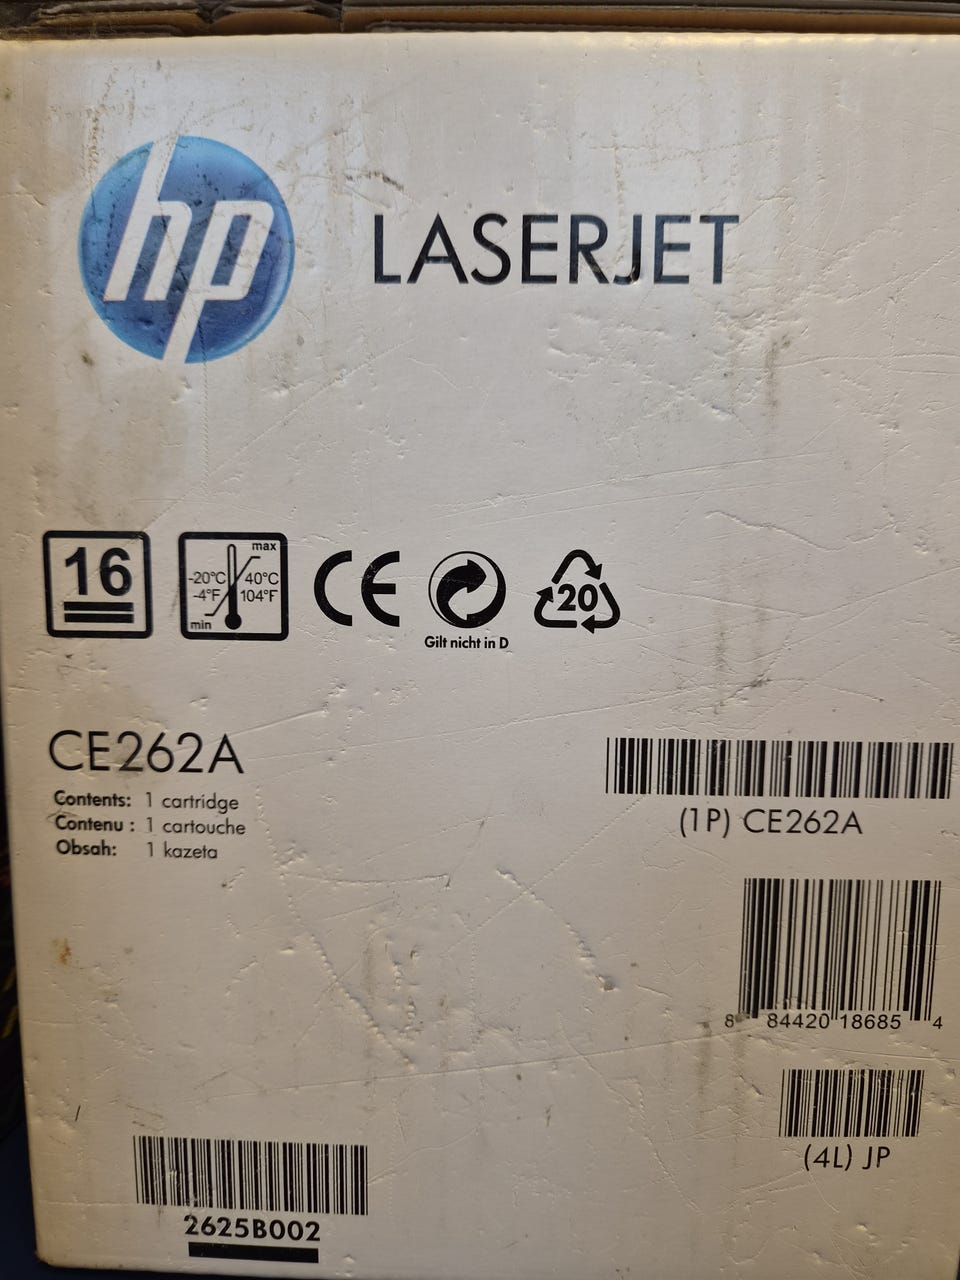 hp
LASERJET
16
max
-20°C 40°C
-4°F 104°F
min
CE
Gilt nicht in D
20
CE262A
Contents: 1 cartridge
Contenu : 1 cartouche
Obsah: 1 kazeta
(1P) CE262A
8 84420 18685 4
(4L) JP
2625B002